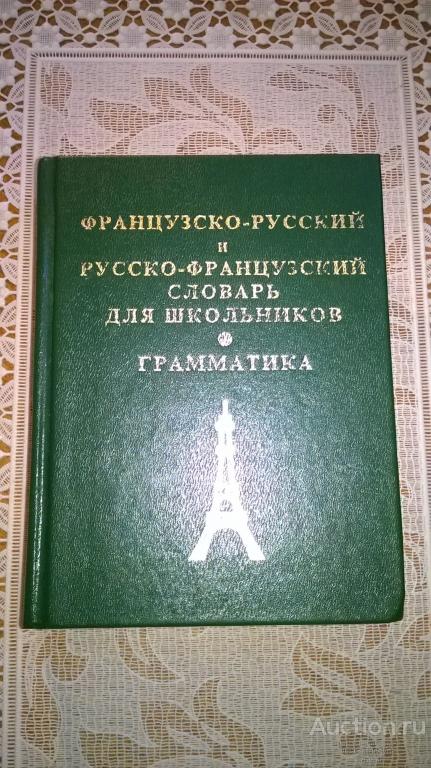 ФРАНЦУЗСКО-РУССКИЙ
И
РУССКО-ФРАНЦУЗСКИЙ
СЛОВАРЬ
ДЛЯ ШКОЛЬНИКОВ
ГРАММАТИКА
Auction.ru